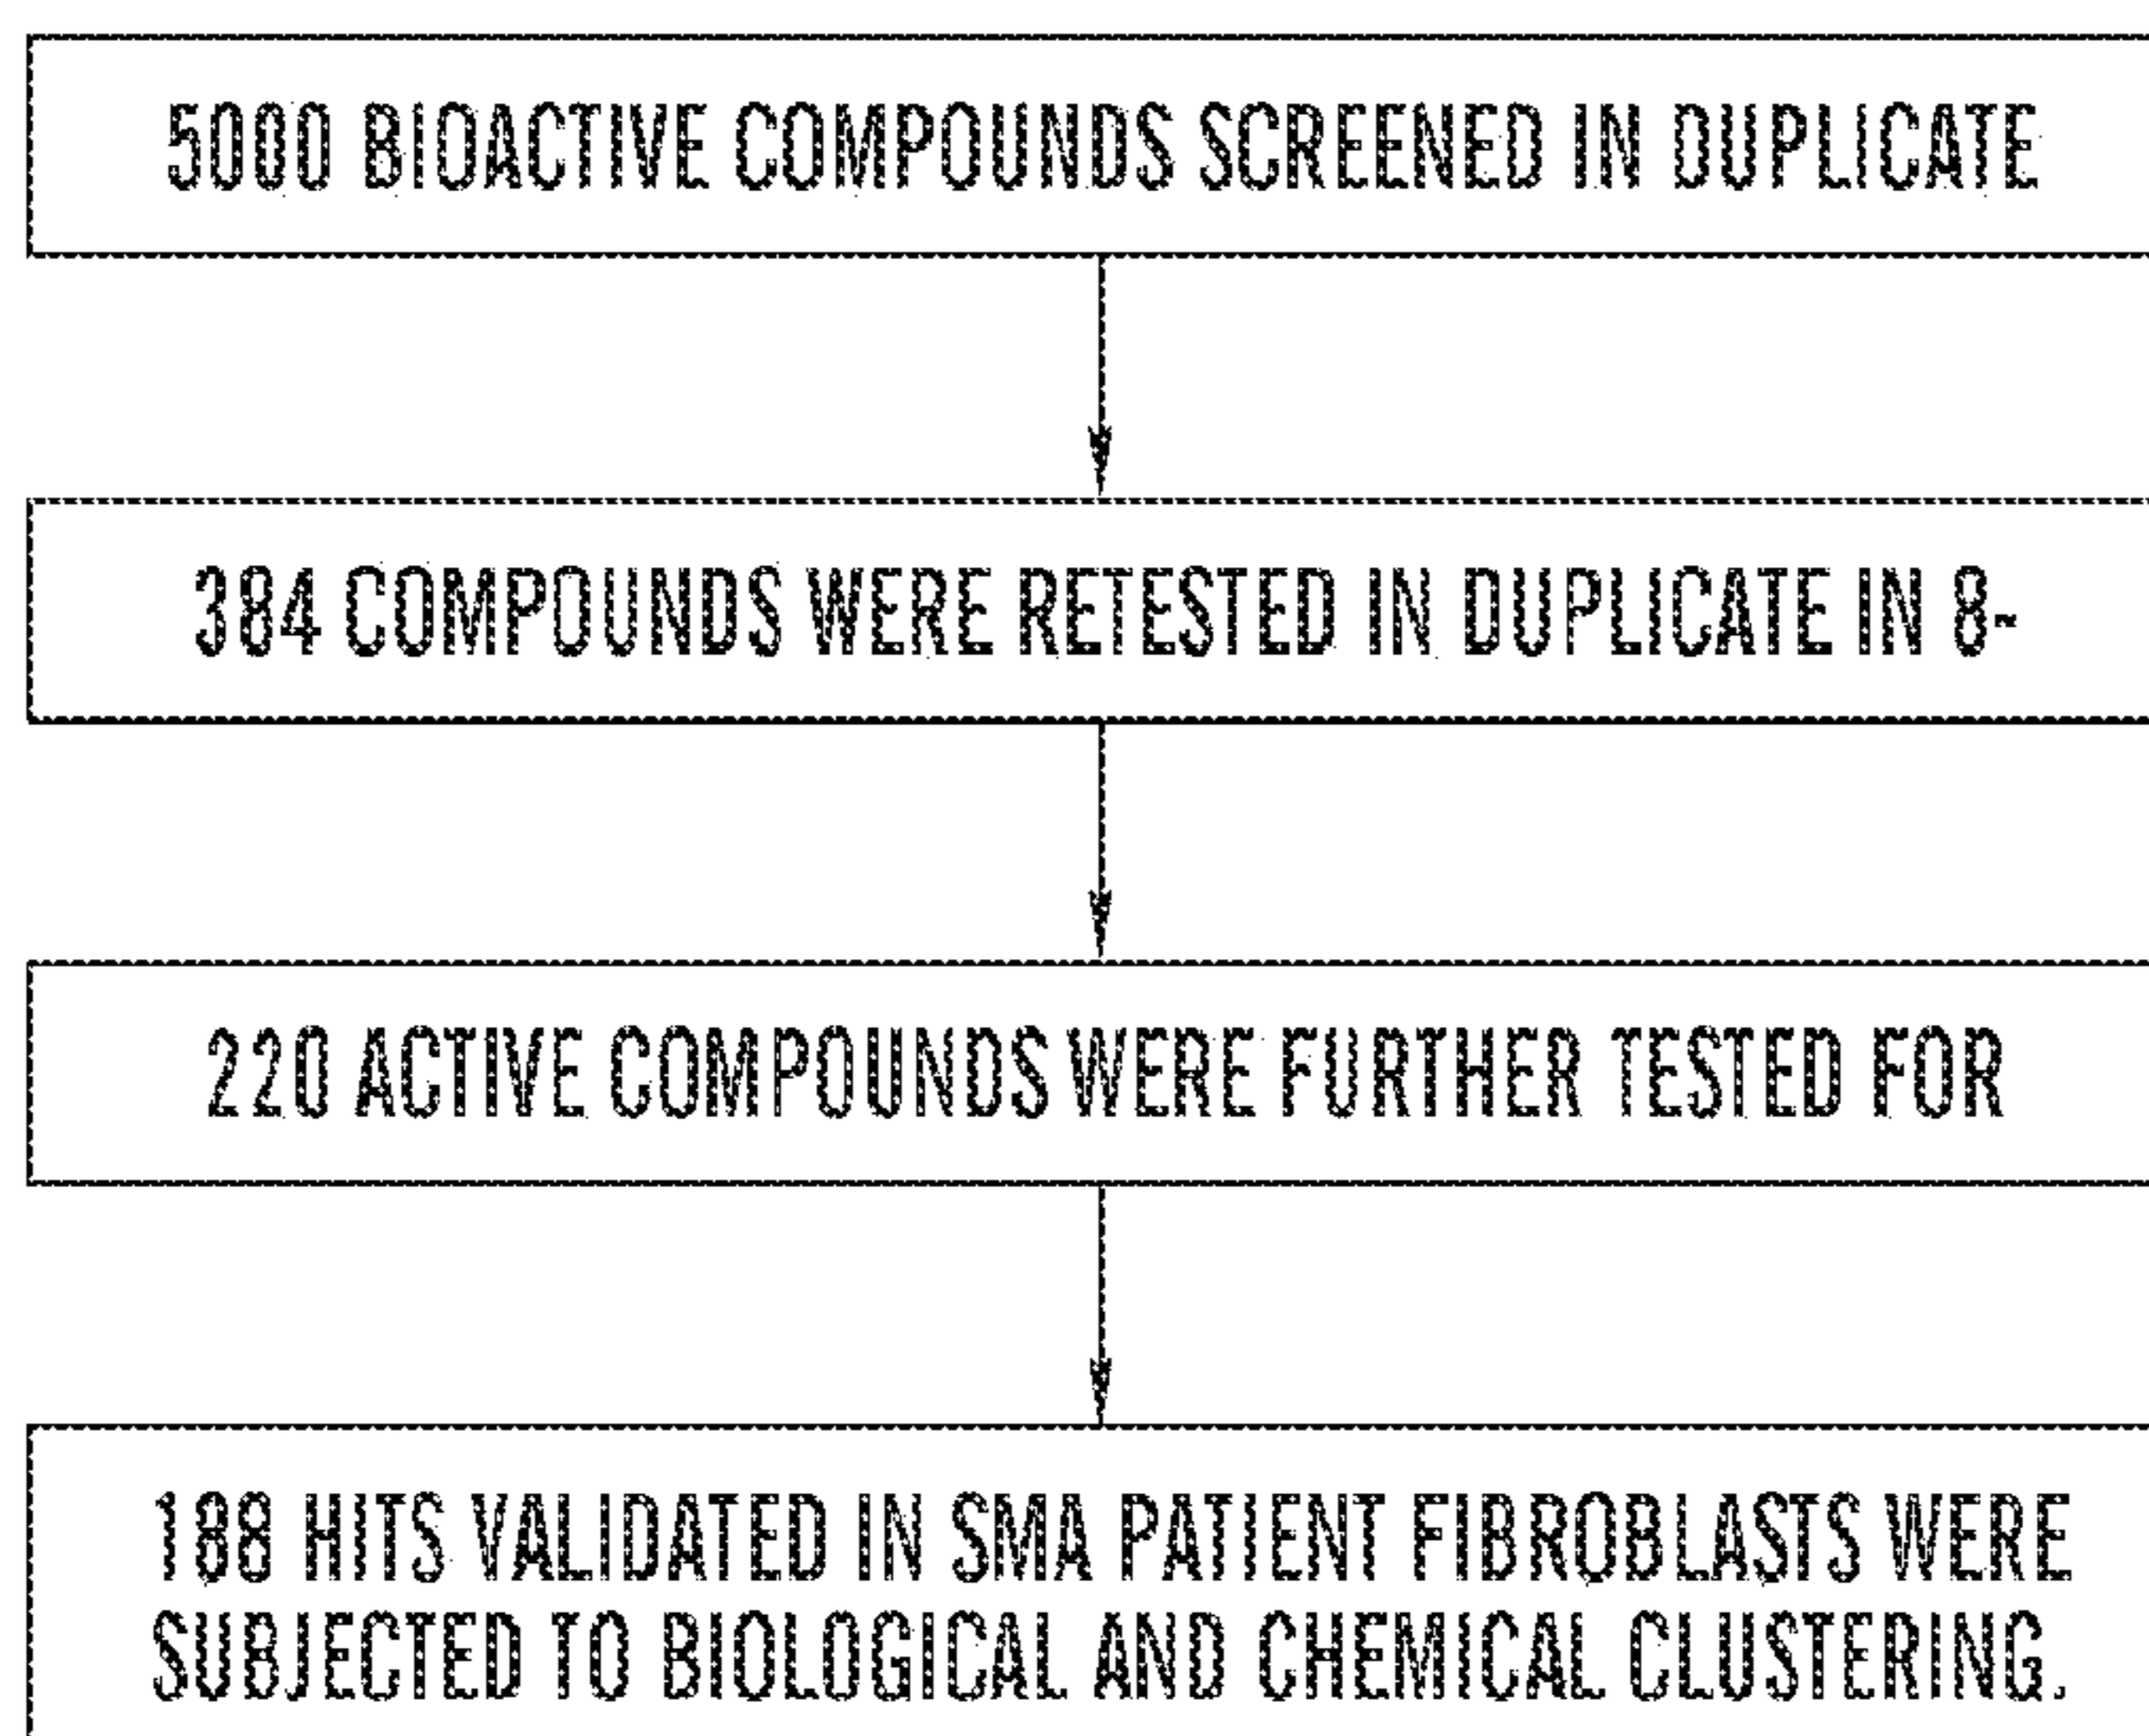 5000 BIOACTIVE COMPOUNDS SCREENED IN DUPLICATE
384 COMPOUNDS WERE RETESTED IN DUPLICATE IN 8-
220 ACTIVE COMPOUNDS WERE FURTHER TESTED FOR
188 HITS VALIDATED IN SMA PATIENT FIBROBLASTS WERE
SUBJECTED TO BIOLOGICAL AND CHEMICAL CLUSTERING.